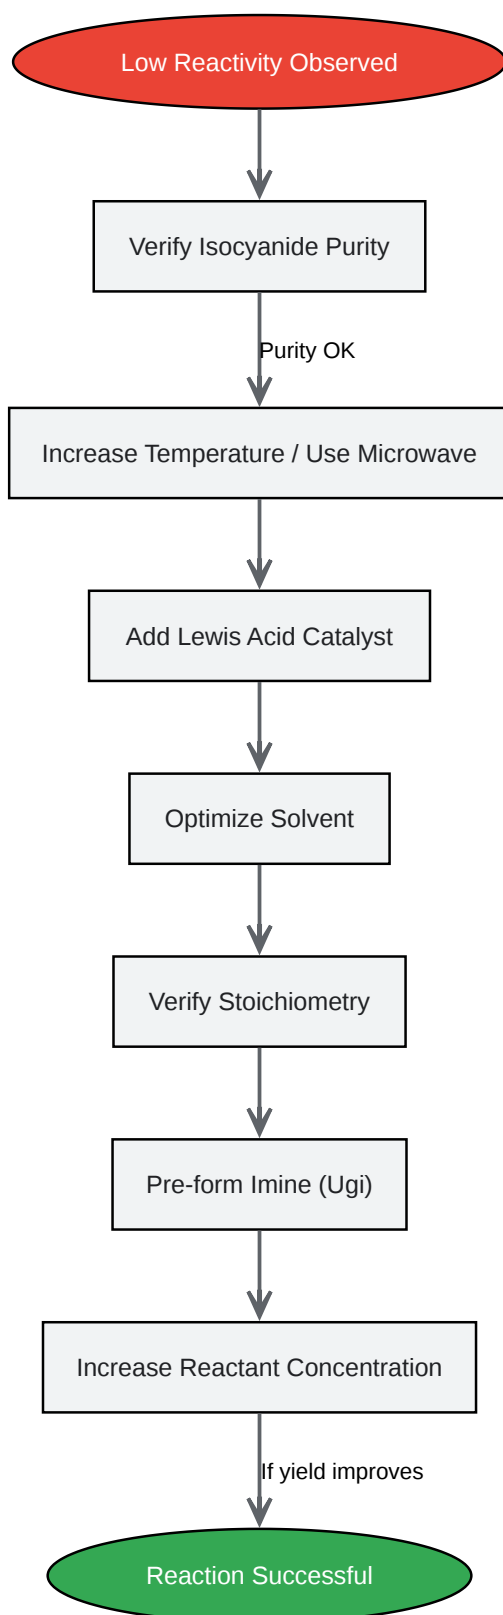 Low Reactivity Observed
Verify Isocyanide Purity
Purity OK
Increase Temperature / Use Microwave
Add Lewis Acid Catalyst
Optimize Solvent
Verify Stoichiometry
Pre-form Imine (Ugi)
Increase Reactant Concentration
If yield improves
Reaction Successful